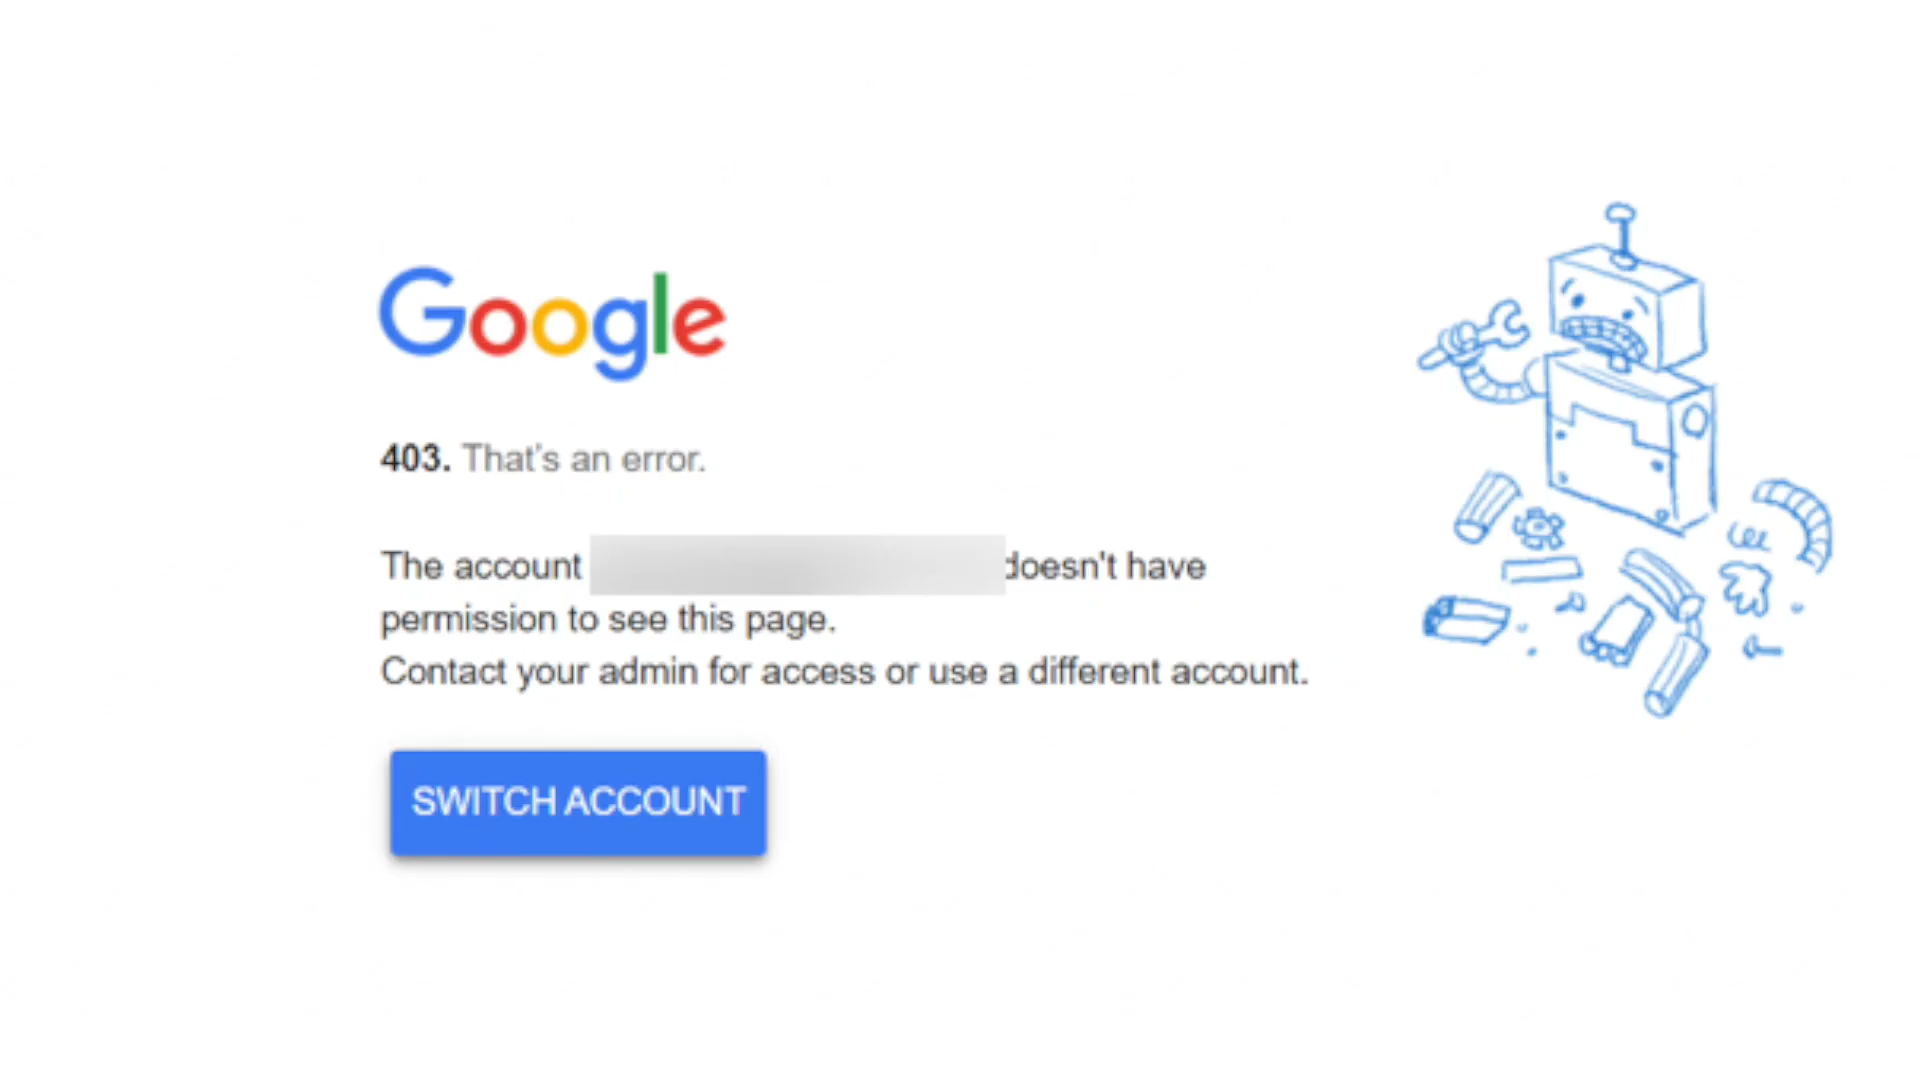 Google
403. That's an error.
The account doesn't have
permission to see this page.
Contact your admin for access or use a different account.
SWITCH ACCOUNT